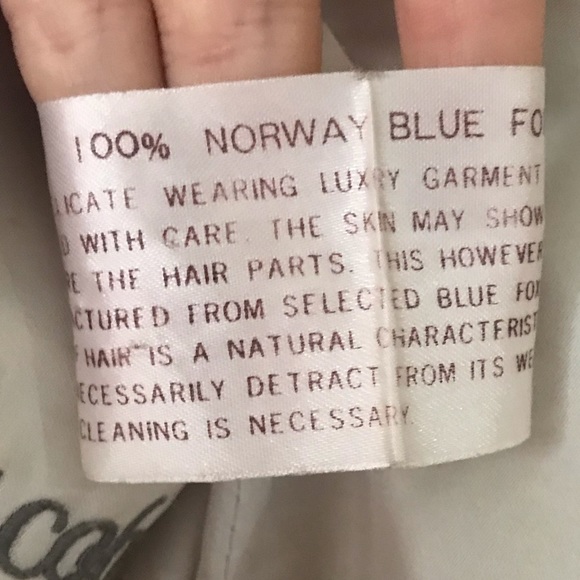 100% NORWAY BLUE FO
ICATE WEARING LUXRY GARMENT
D WITH CARE. THE SKIN MAY SHOW
E THE HAIR PARTS. THIS HOWEVER
CTURED FROM SELECTED BLUE FOX
F HAIR IS A NATURAL CHARACTERIST
ECESSARILY DETRACT FROM ITS WE
CLEANING IS NECESSARY.